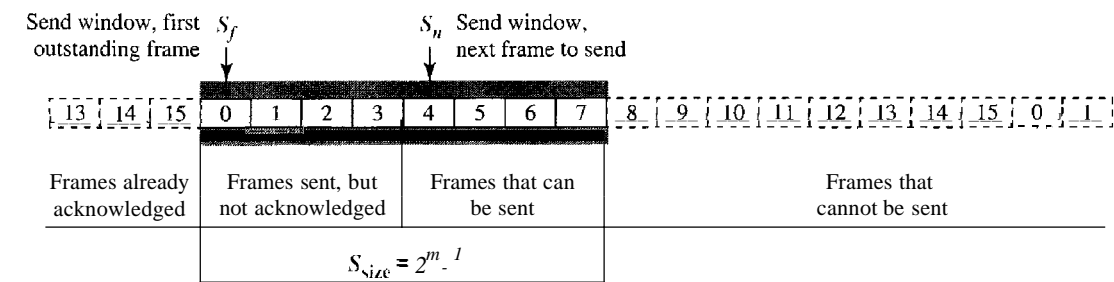 Send window, first S_f S_n Send window,
outstanding frame next frame to send
13 14 15 0 1 2 3 4 5 6 7 8 9 10 11 12 13 14 15 0 1
Frames already Frames sent, but Frames that can Frames that
acknowledged not acknowledged be sent cannot be sent
S_size = 2^m - 1